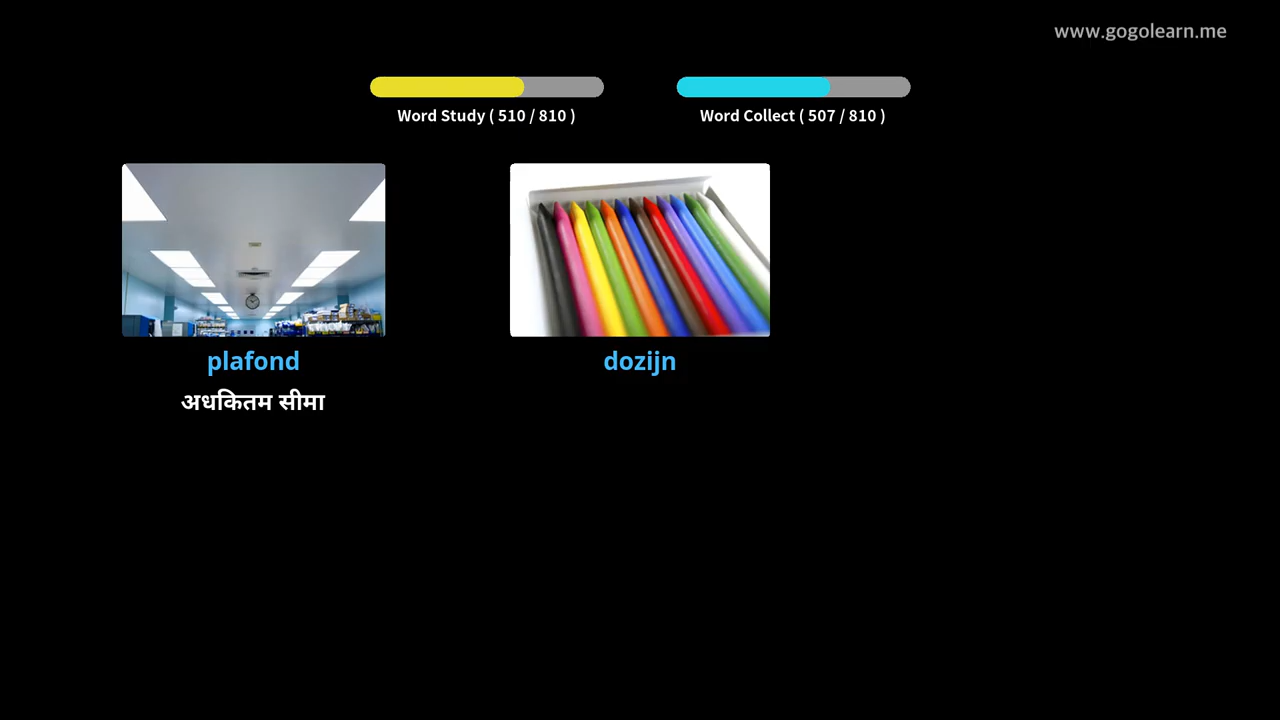 www.gogolearn.me
Word Study ( 510 / 810 )
Word Collect ( 507 / 810 )
plafond
dozijn
अधकितम सीमा